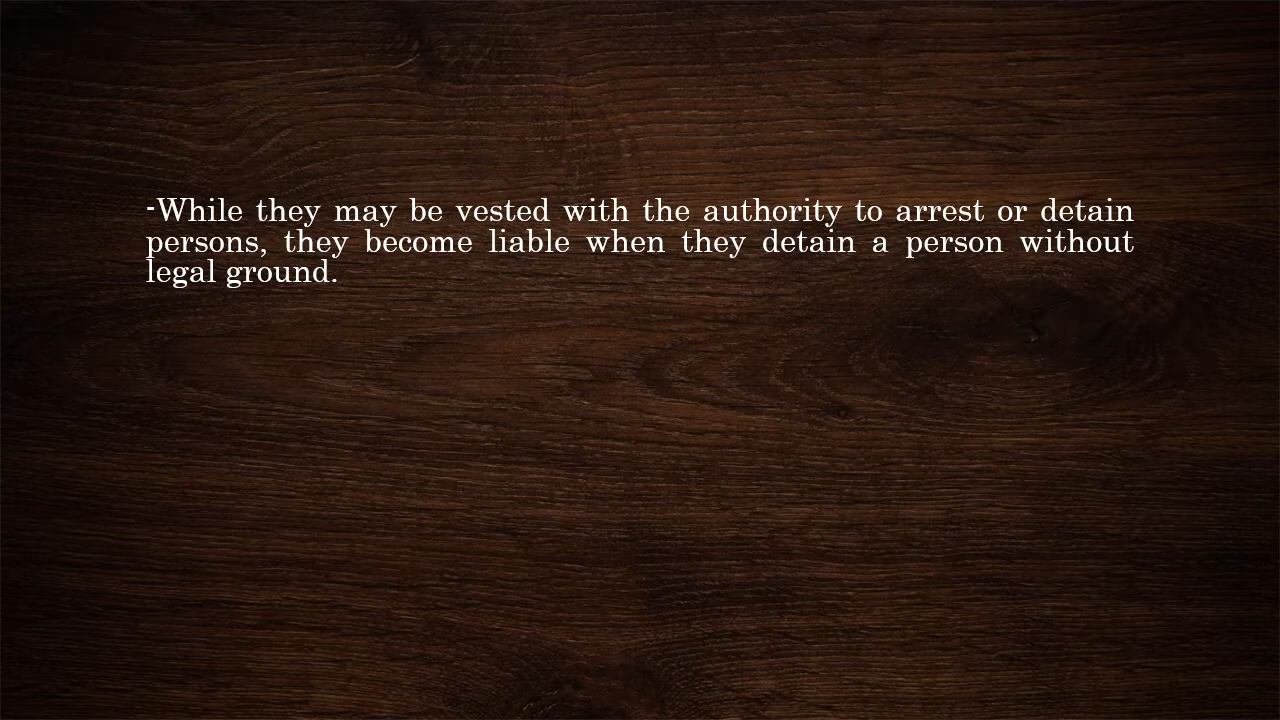 -While they may be vested with the authority to arrest or detain
persons, they become liable when they detain a person without
legal ground.